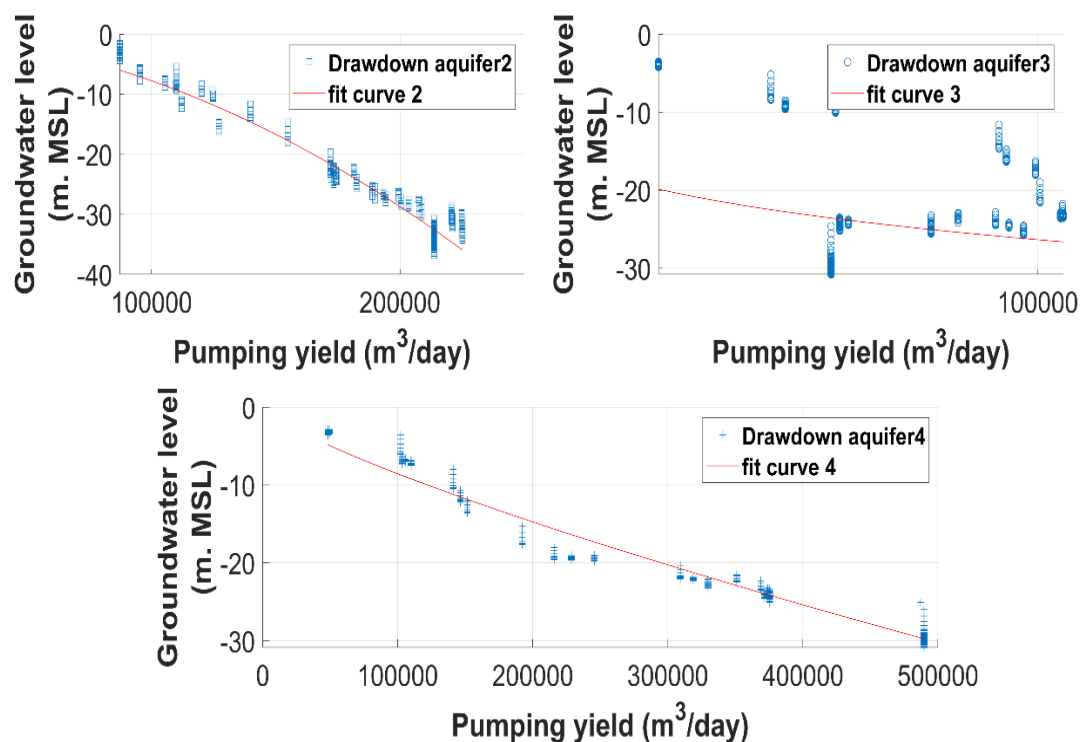 Groundwater level
(m. MSL)
0
-10
-20
-30
-40
100000
200000
Pumping yield (m³/day)
Drawdown aquifer2
fit curve 2
Groundwater level
(m. MSL)
0
-10
-20
-30
100000
Pumping yield (m³/day)
Drawdown aquifer3
fit curve 3
Groundwater level
(m. MSL)
0
-10
-20
-30
0
100000
200000
300000
400000
500000
Pumping yield (m³/day)
Drawdown aquifer4
fit curve 4